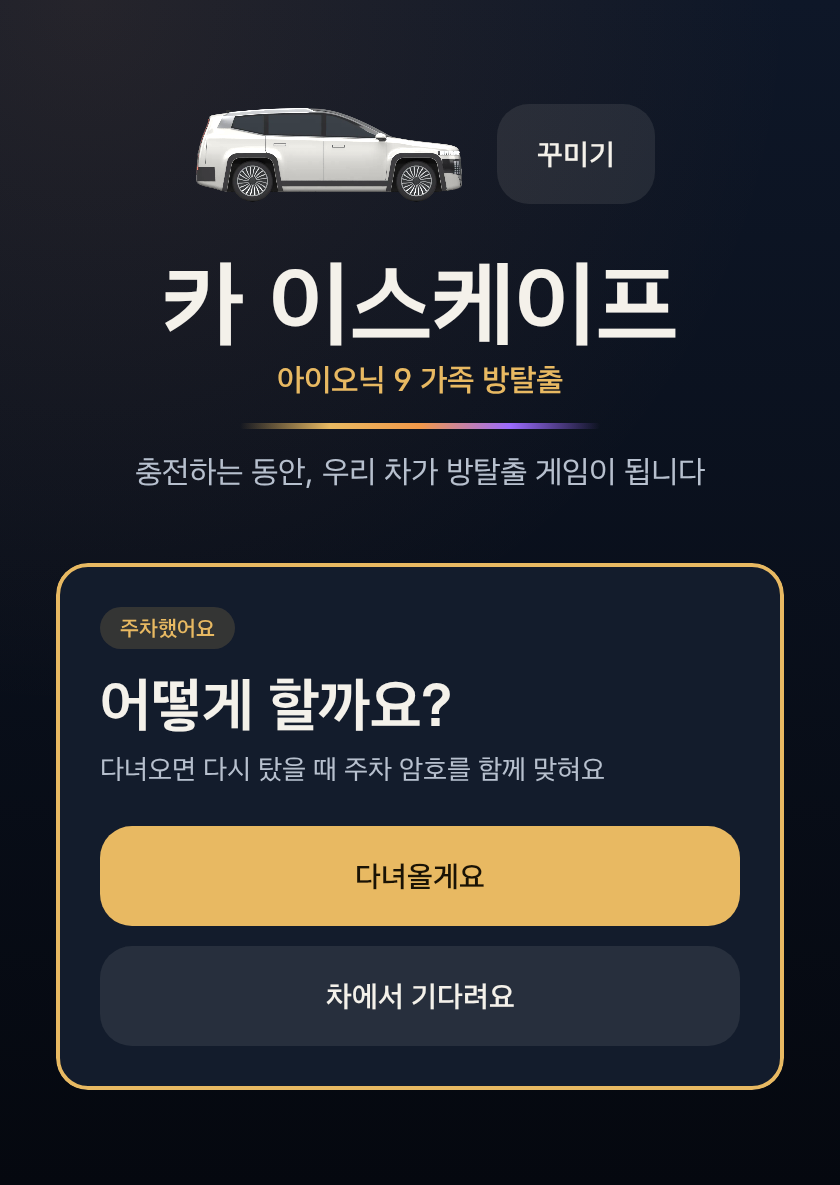 꾸미기
카 이스케이프
아이오닉 9 가족 방탈출
충전하는 동안, 우리 차가 방탈출 게임이 됩니다
주차했어요
어떻게 할까요?
다녀오면 다시 탔을 때 주차 암호를 함께 맞혀요
다녀올게요
차에서 기다려요